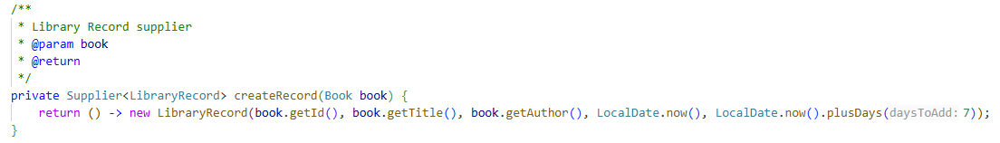 /**
* Library Record supplier
* @param book
* @return
*/
private Supplier<LibraryRecord> createRecord(Book book) {
return () -> new LibraryRecord(book.getId(), book.getTitle(), book.getAuthor(), LocalDate.now(), LocalDate.now().plusDays(daysToAdd: 7));
}